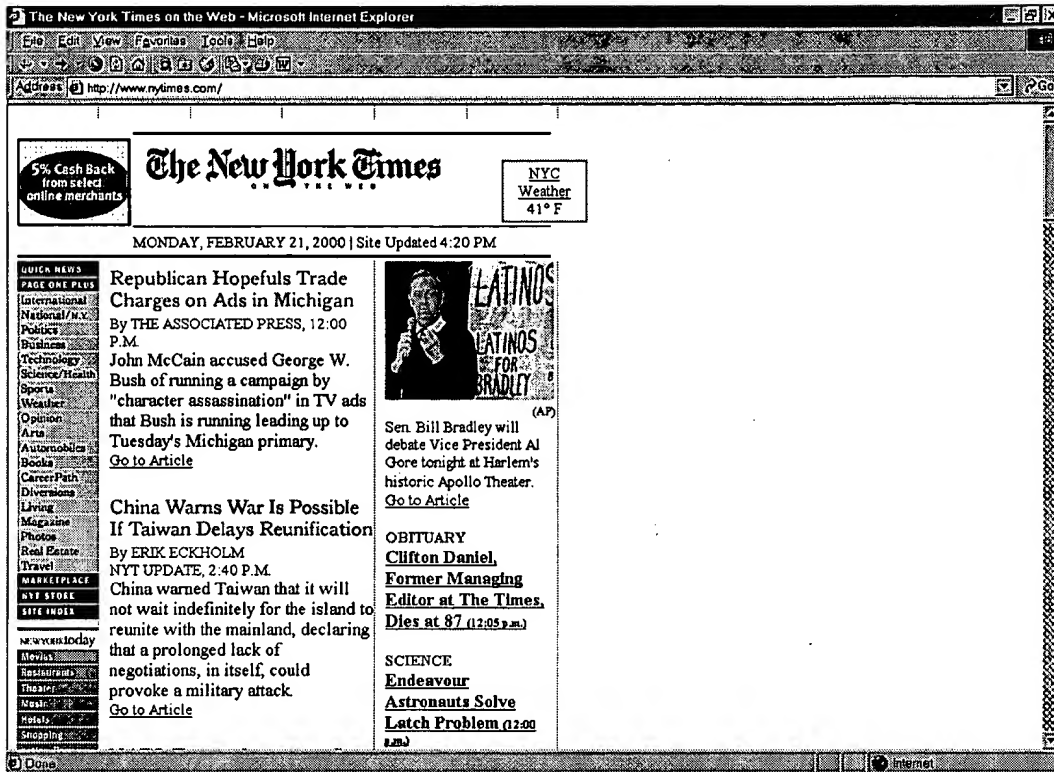 The New York Times on the Web - Microsoft Internet Explorer
File Edit View Favorites Tools Help
Address http://www.nytimes.com/ Go
5% Cash Back
from select
online merchants
The New York Times
ON THE WEB
NYC
Weather
41° F
MONDAY, FEBRUARY 21, 2000 | Site Updated 4:20 PM
QUICK NEWS
PAGE ONE PLUS
International
National/N.Y.
Politics
Business
Technology
Science/Health
Sports
Weather
Opinion
Arts
Automobiles
Books
CareerPath
Diversions
Living
Magazine
Photos
Real Estate
Travel
MARKETPLACE
NYT STORE
SITE INDEX
NEW YORK today
Movies
Restaurants
Theater
Music
Hotels
Shopping
Republican Hopefuls Trade
Charges on Ads in Michigan
By THE ASSOCIATED PRESS, 12:00
P.M.
John McCain accused George W.
Bush of running a campaign by
"character assassination" in TV ads
that Bush is running leading up to
Tuesday's Michigan primary.
Go to Article
China Warns War Is Possible
If Taiwan Delays Reunification
By ERIK ECKHOLM
NYT UPDATE, 2:40 P.M.
China warned Taiwan that it will
not wait indefinitely for the island to
reunite with the mainland, declaring
that a prolonged lack of
negotiations, in itself, could
provoke a military attack.
Go to Article
LATINOS
LATINOS
FOR
BRADLEY
(AP)
Sen. Bill Bradley will
debate Vice President Al
Gore tonight at Harlem's
historic Apollo Theater.
Go to Article
OBITUARY
Clifton Daniel,
Former Managing
Editor at The Times,
Dies at 87 (12:05 p.m.)
SCIENCE
Endeavour
Astronauts Solve
Latch Problem (12:00
p.m.)
Done
Internet